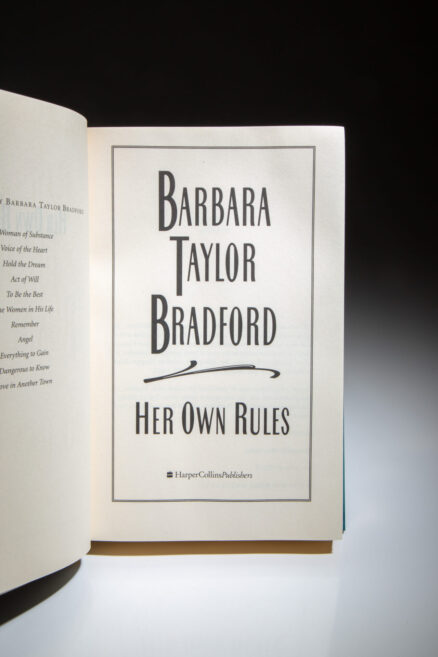 BARBARA TAYLOR BRADFORD
Woman of Substance
Voice of the Heart
Hold the Dream
Act of Will
To Be the Best
Women in His Life
Remember
Angel
Everything to Gain
Dangerous to Know
in Another Town
BARBARA
TAYLOR
BRADFORD
HER OWN RULES
HarperCollinsPublishers